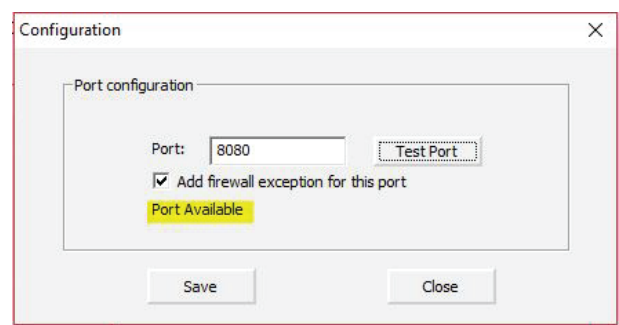 Configuration
Port configuration
Port: 8080 Test Port
Add firewall exception for this port
Port Available
Save Close